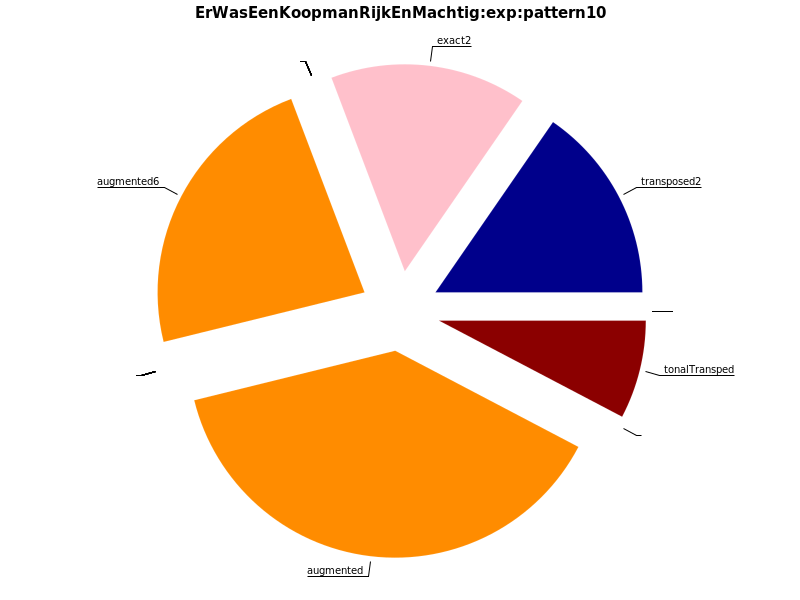 ErWasEenKoopmanRijkEnMachtig:exp:pattern10
exact2
augmented6
transposed2
tonalTransped
augmented